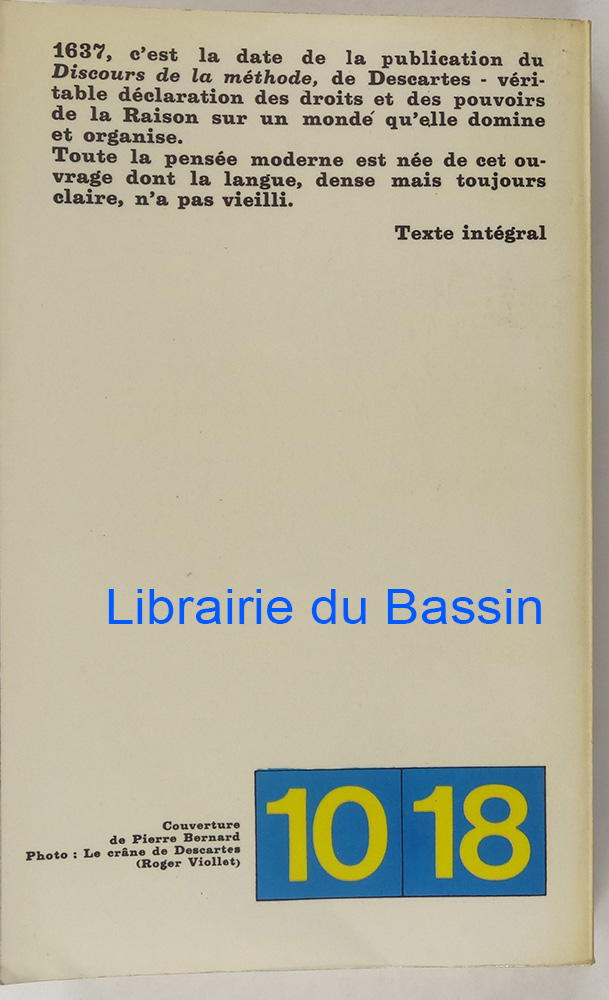 1637, c'est la date de la publication du
Discours de la méthode, de Descartes - véri-
table déclaration des droits et des pouvoirs
de la Raison sur un monde qu'elle domine
et organise.
Toute la pensée moderne est née de cet ou-
vrage dont la langue, dense mais toujours
claire, n'a pas vieilli.
Texte intégral
Librairie du Bassin
Couverture
de Pierre Bernard
Photo : Le crâne de Descartes
(Roger Viollet)
10 18